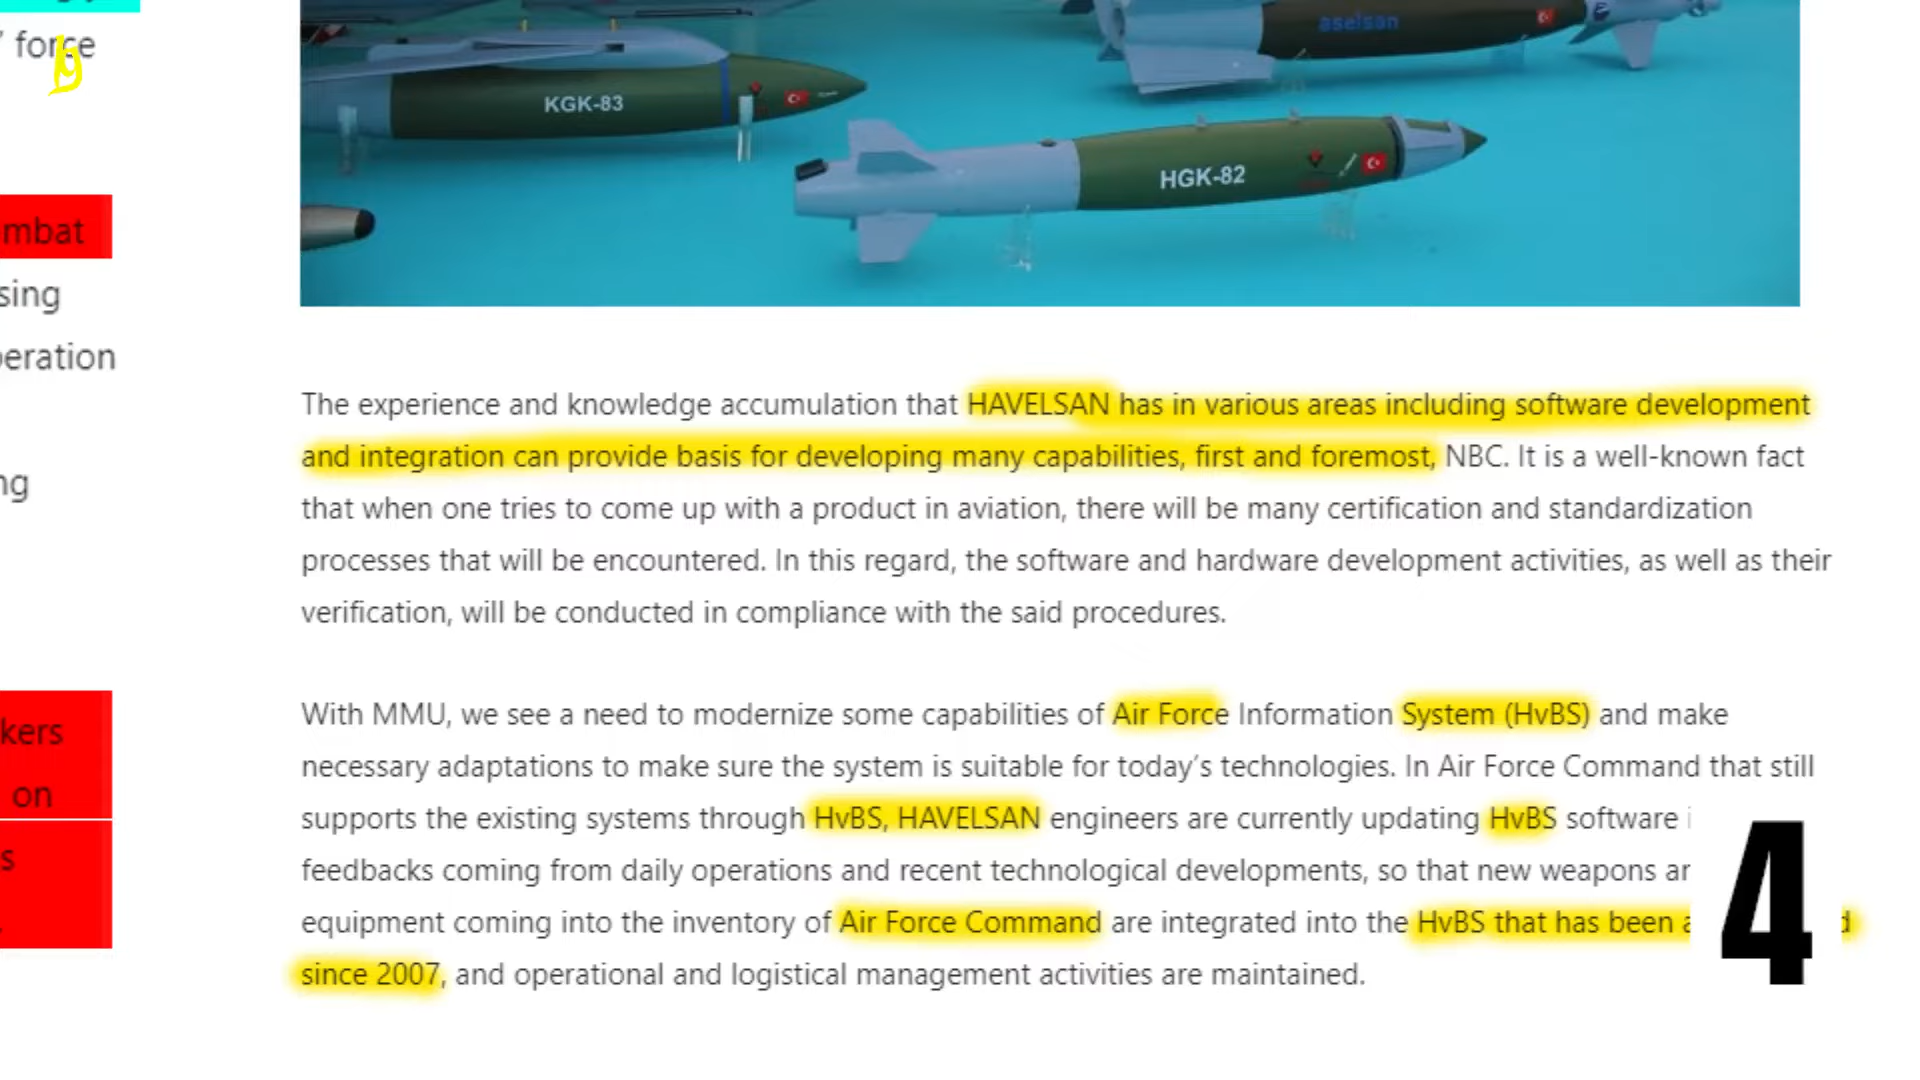 force
mbat
sing
peration
ng
kers
on
s
aselsan
KGK-83
HGK-82
The experience and knowledge accumulation that HAVELSAN has in various areas including software development
and integration can provide basis for developing many capabilities, first and foremost, NBC. It is a well-known fact
that when one tries to come up with a product in aviation, there will be many certification and standardization
processes that will be encountered. In this regard, the software and hardware development activities, as well as their
verification, will be conducted in compliance with the said procedures.
With MMU, we see a need to modernize some capabilities of Air Force Information System (HvBS) and make
necessary adaptations to make sure the system is suitable for today's technologies. In Air Force Command that still
supports the existing systems through HvBS, HAVELSAN engineers are currently updating HvBS software
feedbacks coming from daily operations and recent technological developments, so that new weapons
equipment coming into the inventory of Air Force Command are integrated into the HvBS that has been
since 2007, and operational and logistical management activities are maintained.
4